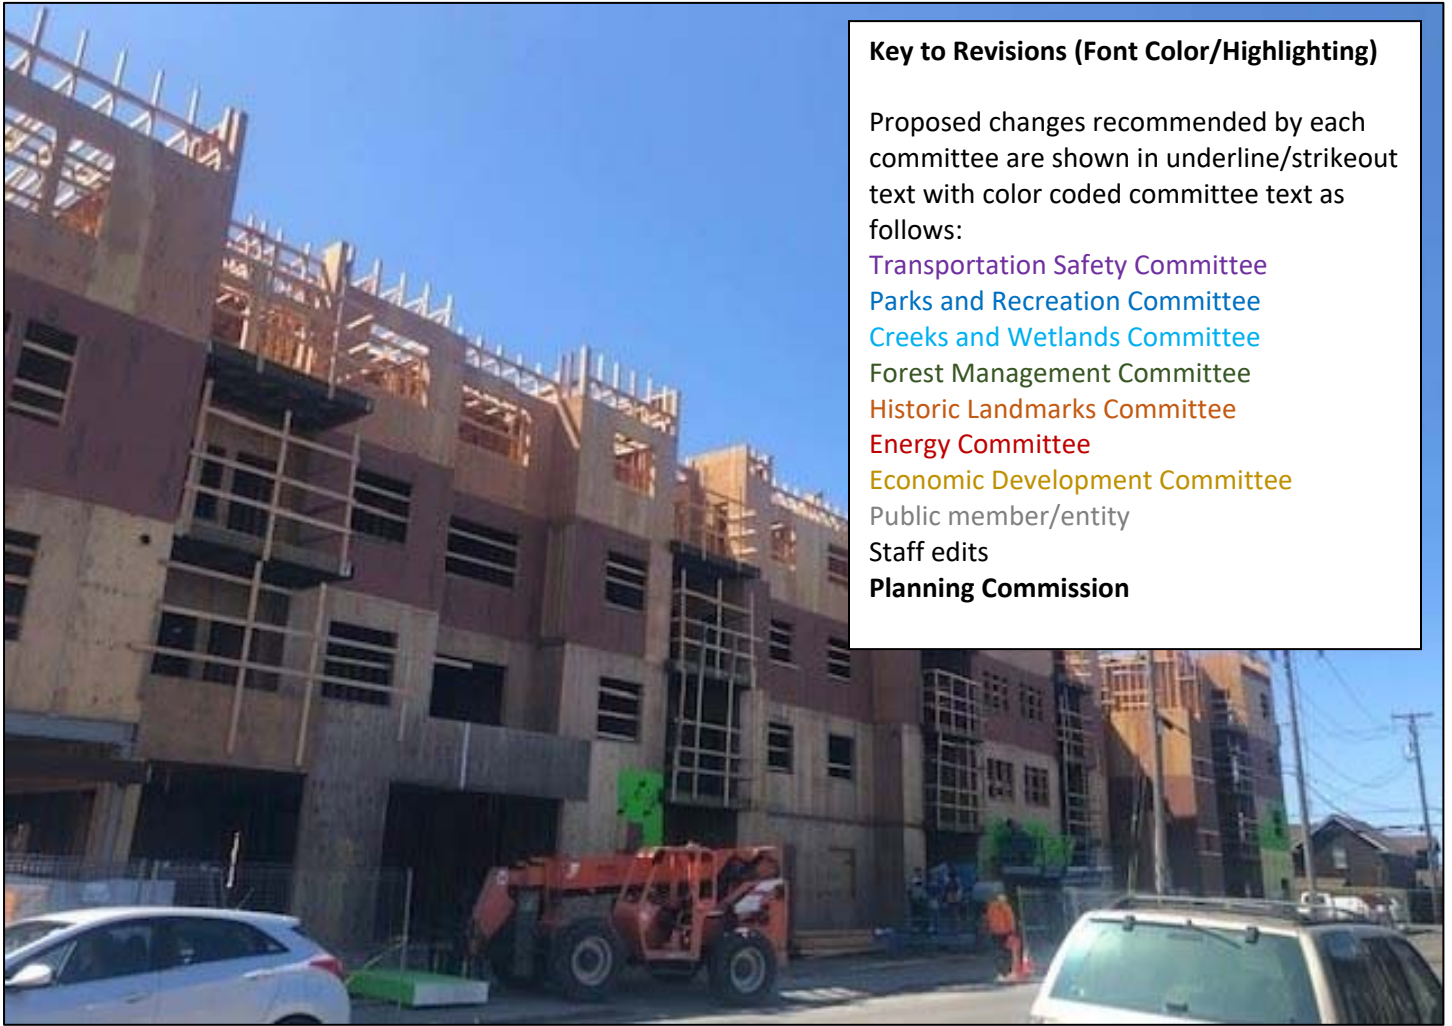 Key to Revisions (Font Color/Highlighting)
Proposed changes recommended by each
committee are shown in underline/strikeout
text with color coded committee text as
follows:
Transportation Safety Committee
Parks and Recreation Committee
Creeks and Wetlands Committee
Forest Management Committee
Historic Landmarks Committee
Energy Committee
Economic Development Committee
Public member/entity
Staff edits
Planning Commission